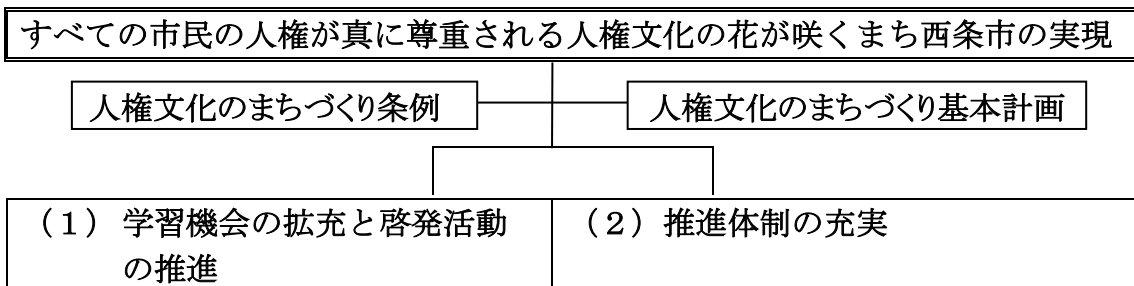 すべての市民の人権が真に尊重される人権文化の花が咲くまち西条市の実現
人権文化のまちづくり条例
人権文化のまちづくり基本計画
（１）学習機会の拡充と啓発活動
の推進
（２）推進体制の充実